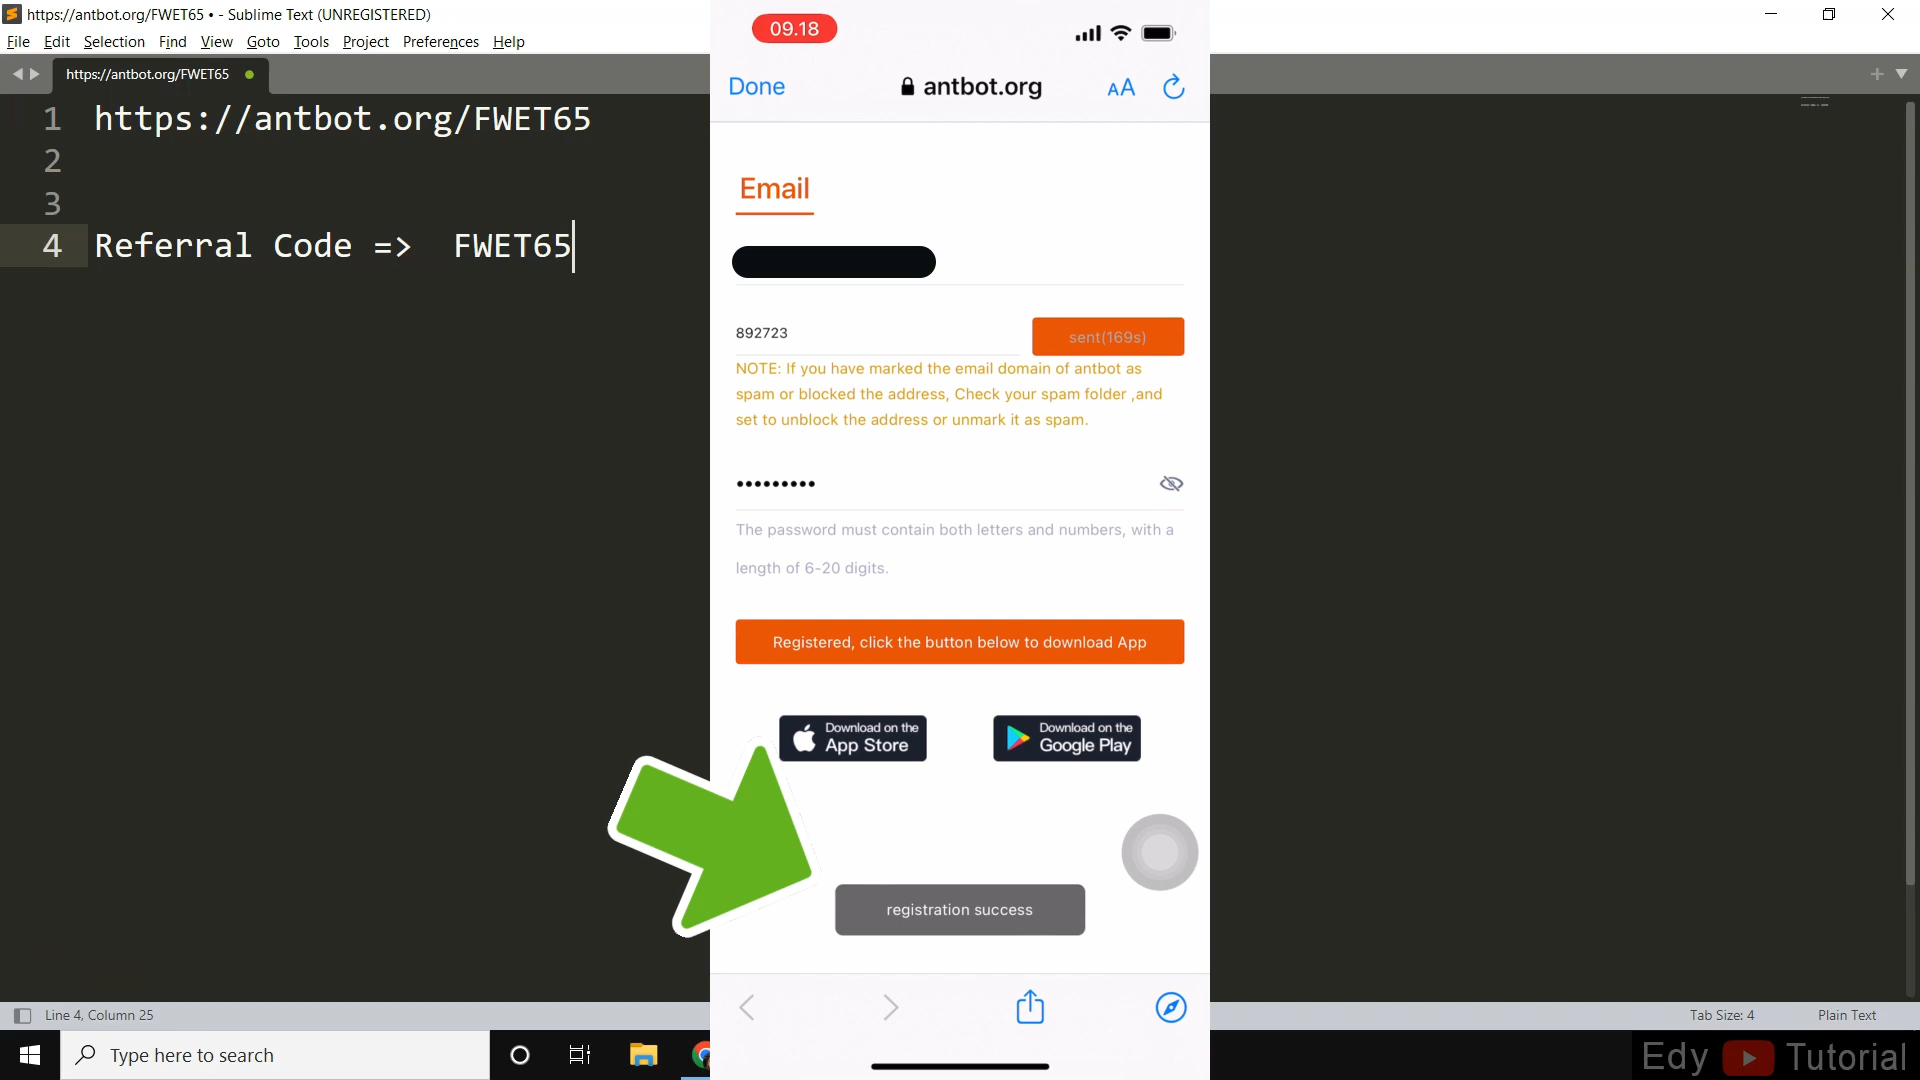 https://antbot.org/FWET65 • - Sublime Text (UNREGISTERED)
File Edit Selection Find View Goto Tools Project Preferences Help
https://antbot.org/FWET65
1 https://antbot.org/FWET65
2
3
4 Referral Code =>  FWET65
09.18
Done antbot.org AA
Email
892723
sent(169s)
NOTE: If you have marked the email domain of antbot as
spam or blocked the address, Check your spam folder ,and
set to unblock the address or unmark it as spam.
•••••••••
The password must contain both letters and numbers, with a
length of 6-20 digits.
Registered, click the button below to download App
Download on the
App Store
Download on the
Google Play
registration success
Line 4, Column 25
Tab Size: 4
Plain Text
Type here to search
Edy Tutorial